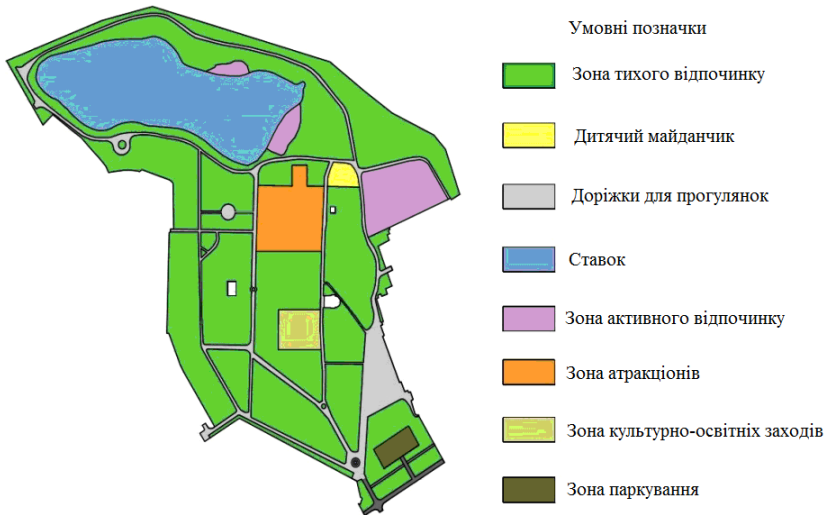 Умовні позначки
Зона тихого відпочинку
Дитячий майданчик
Доріжки для прогулянок
Ставок
Зона активного відпочинку
Зона атракціонів
Зона культурно-освітніх заходів
Зона паркування